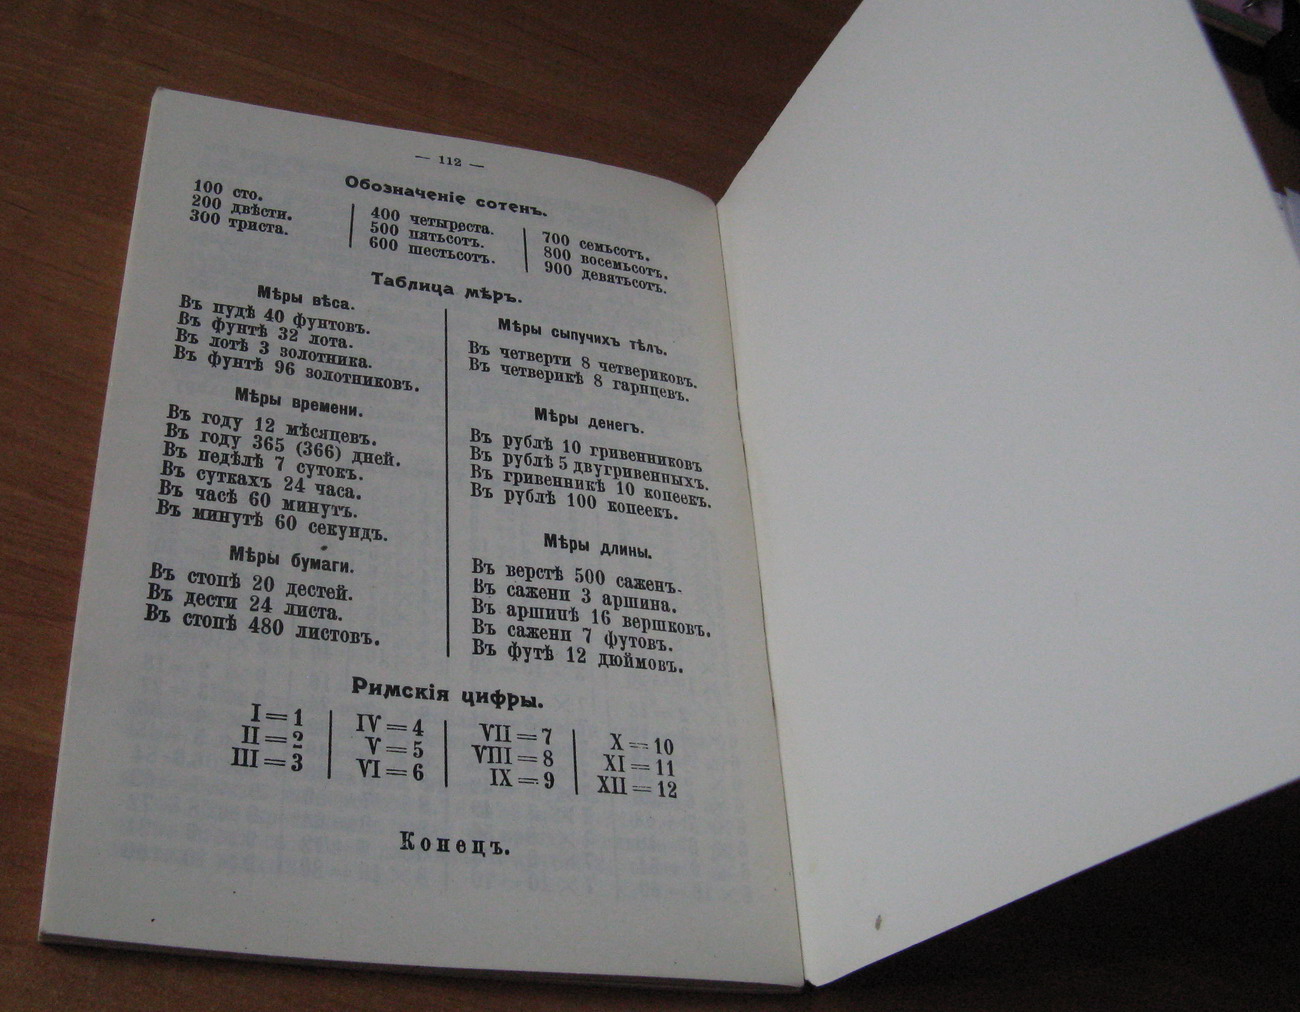 — 112 —
Обозначеніе сотенъ.
100 сто.
200 двѣсти.
300 триста.
400 четыреста.
500 пятьсотъ.
600 шестьсотъ.
700 семьсотъ.
800 восемьсотъ.
900 девятьсотъ.
Таблица мѣръ.
Мѣры вѣса.
Въ пудѣ 40 фунтовъ.
Въ фунтѣ 32 лота.
Въ лотѣ 3 золотника.
Въ фунтѣ 96 золотниковъ.
Мѣры времени.
Въ году 12 мѣсяцевъ.
Въ году 365 (366) дней.
Въ недѣлѣ 7 сутокъ.
Въ суткахъ 24 часа.
Въ часѣ 60 минутъ.
Въ минутѣ 60 секундъ.
Мѣры бумаги.
Въ стопѣ 20 дестей.
Въ дести 24 листа.
Въ стопѣ 480 листовъ.
Мѣры сыпучихъ тѣлъ.
Въ четверти 8 четвериковъ.
Въ четверикѣ 8 гарнцевъ.
Мѣры денегъ.
Въ рублѣ 10 гривенниковъ
Въ рублѣ 5 двугривенныхъ.
Въ гривенникѣ 10 копеекъ.
Въ рублѣ 100 копеекъ.
Мѣры длины.
Въ верстѣ 500 саженъ.
Въ сажени 3 аршина.
Въ аршинѣ 16 вершковъ.
Въ сажени 7 футовъ.
Въ футѣ 12 дюймовъ.
Римскія цифры.
I = 1
II = 2
III = 3
IV = 4
V = 5
VI = 6
VII = 7
VIII = 8
IX = 9
X = 10
XI = 11
XII = 12
Конецъ.